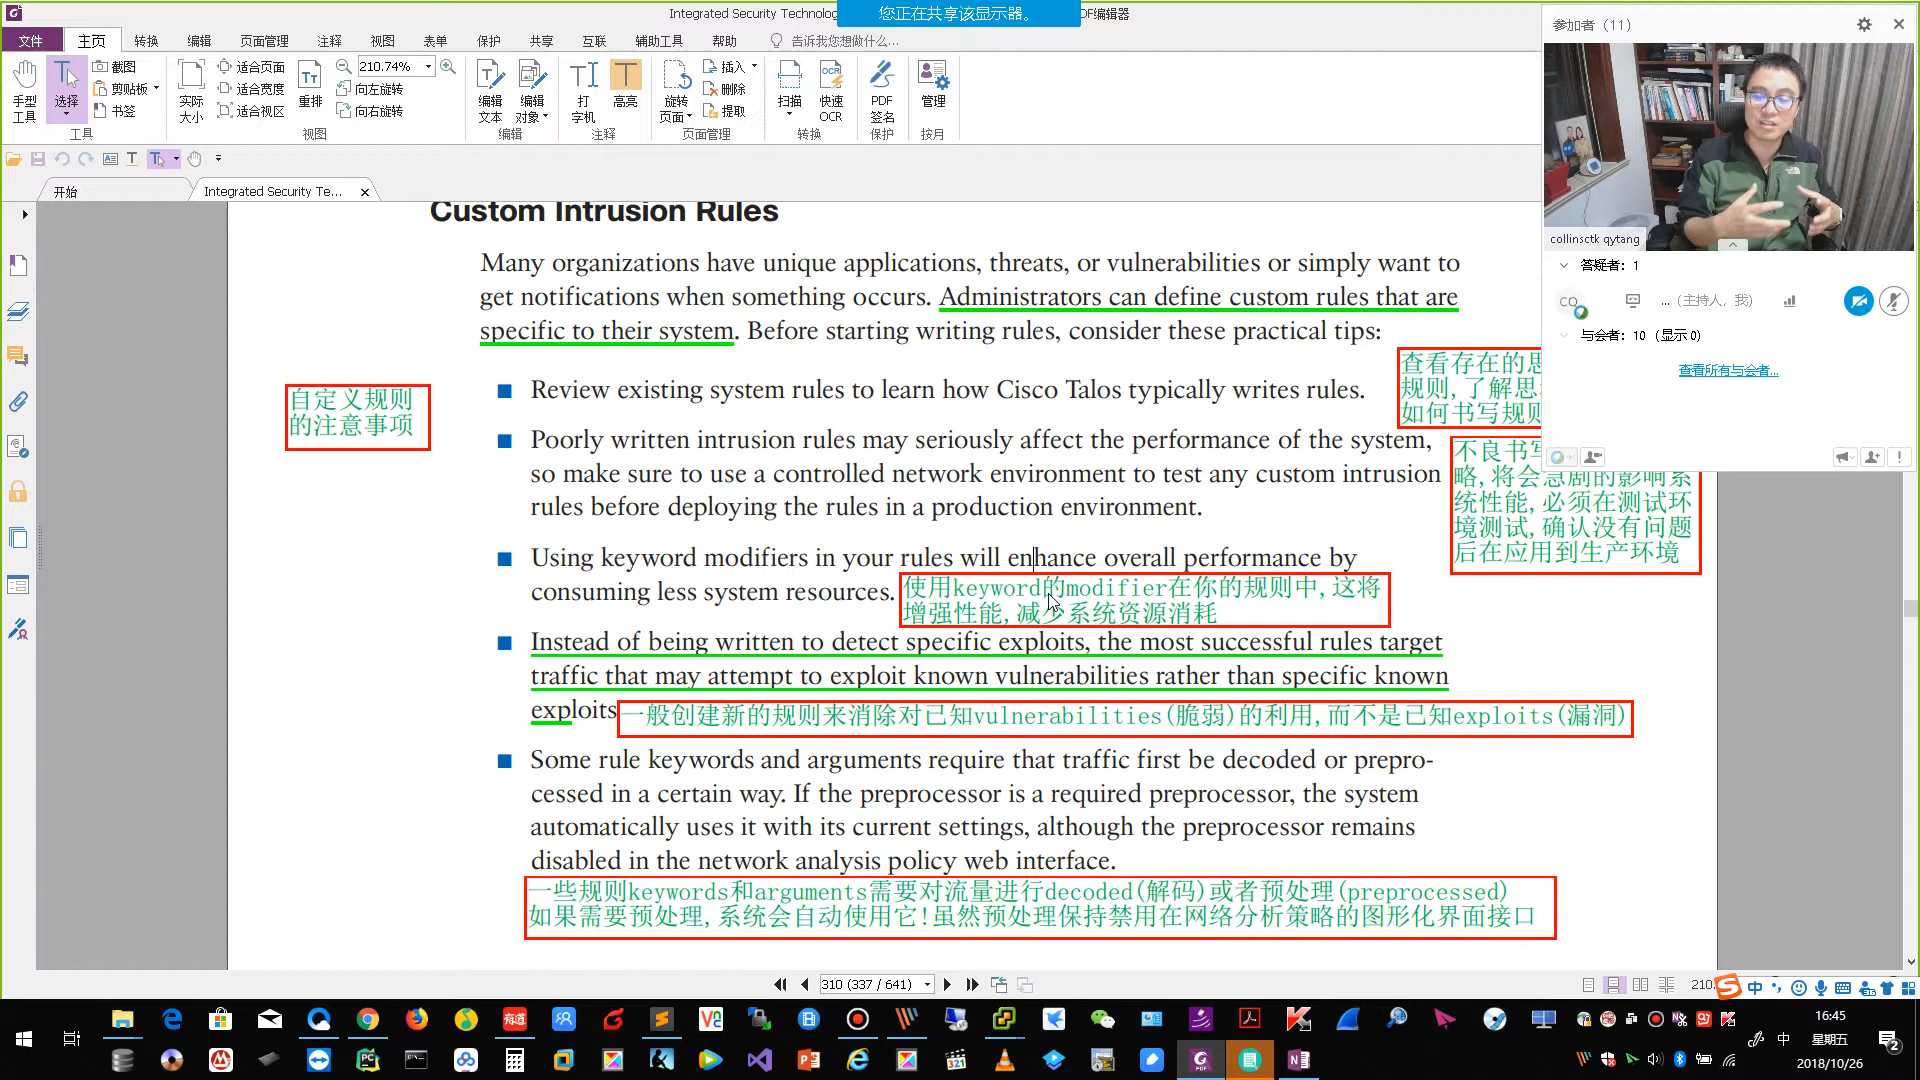 Integrated Security Technolog
您正在共享该显示器。
DF编辑器
文件
主页
转换
编辑
页面管理
注释
视图
表单
保护
共享
互联
辅助工具
帮助
告诉我您想做什么...
手型
工具
选择
截图
剪贴板
书签
工具
实际
大小
适合页面
适合宽度
适合视区
重排
210.74%
向左旋转
向右旋转
视图
编辑
文本
编辑
对象
编辑
打
字机
高亮
注释
旋转
页面
插入
删除
提取
页面管理
扫描
快速
OCR
转换
PDF
签名
保护
管理
按月
开始
Integrated Security Te...
Custom Intrusion Rules
Many organizations have unique applications, threats, or vulnerabilities or simply want to
get notifications when something occurs. Administrators can define custom rules that are
specific to their system. Before starting writing rules, consider these practical tips:
自定义规则
的注意事项
Review existing system rules to learn how Cisco Talos typically writes rules.
查看存在的思
规则,了解思
如何书写规则
Poorly written intrusion rules may seriously affect the performance of the system,
so make sure to use a controlled network environment to test any custom intrusion
rules before deploying the rules in a production environment.
不良书写
略,将会急剧的影响系
统性能,必须在测试环
境测试,确认没有问题
后在应用到生产环境
Using keyword modifiers in your rules will enhance overall performance by
consuming less system resources.
使用keyword的modifier在你的规则中,这将
增强性能,减少系统资源消耗
Instead of being written to detect specific exploits, the most successful rules target
traffic that may attempt to exploit known vulnerabilities rather than specific known
exploits
一般创建新的规则来消除对已知vulnerabilities(脆弱)的利用,而不是已知exploits(漏洞)
Some rule keywords and arguments require that traffic first be decoded or prepro-
cessed in a certain way. If the preprocessor is a required preprocessor, the system
automatically uses it with its current settings, although the preprocessor remains
disabled in the network analysis policy web interface.
一些规则keywords和arguments需要对流量进行decoded(解码)或者预处理(preprocessed)
如果需要预处理,系统会自动使用它!虽然预处理保持禁用在网络分析策略的图形化界面接口
参加者 (11)
collinsctk qytang
答疑者: 1
CQ
... (主持人, 我)
与会者: 10 (显示 0)
查看所有与会者...
310 (337 / 641)
210.
中
有道
16:45
中
星期五
2018/10/26
2